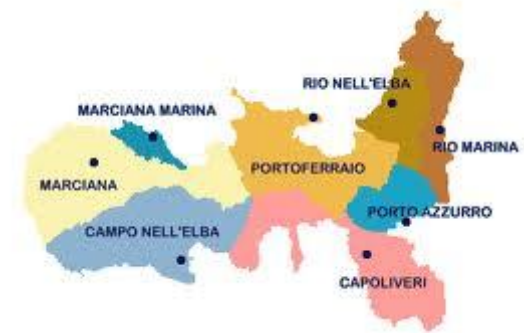 RIO NELL'ELBA
MARCIANA MARINA
RIO MARINA
PORTOFERRAIO
MARCIANA
PORTO AZZURRO
CAMPO NELL'ELBA
CAPOLIVERI